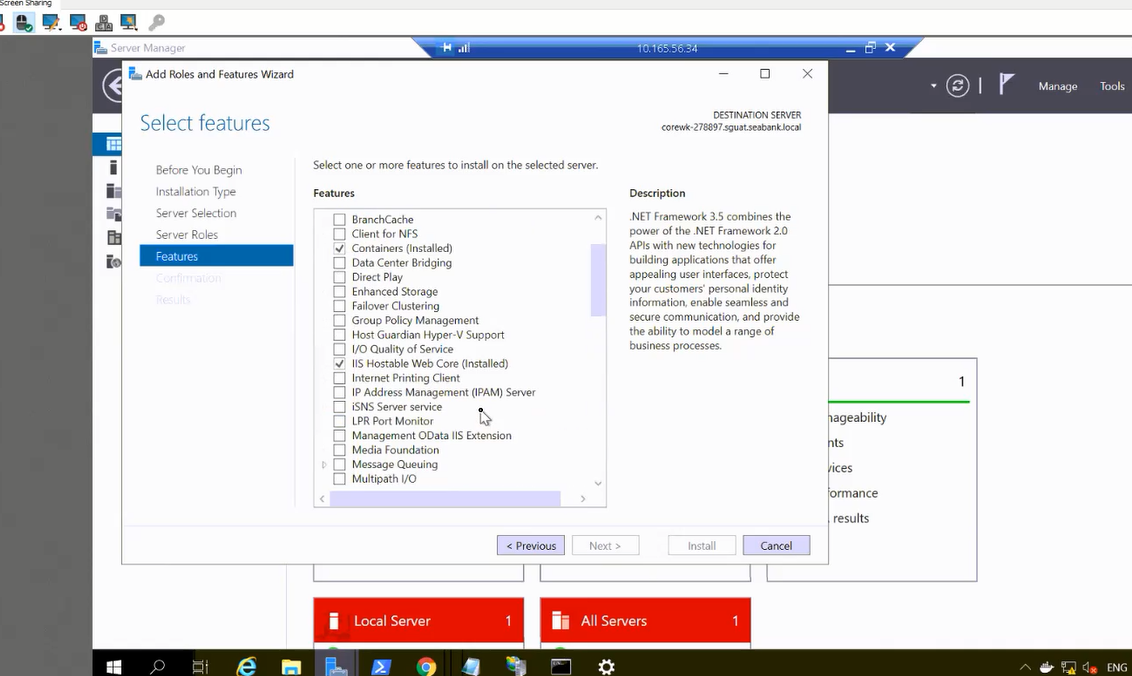 Screen Sharing
Server Manager
10.165.56.34
Add Roles and Features Wizard
Manage
Tools
Select features
DESTINATION SERVER
corewk-278897.sguat.seabank.local
Before You Begin
Installation Type
Server Selection
Server Roles
Features
Confirmation
Results
Select one or more features to install on the selected server.
Features
BranchCache
Client for NFS
Containers (Installed)
Data Center Bridging
Direct Play
Enhanced Storage
Failover Clustering
Group Policy Management
Host Guardian Hyper-V Support
I/O Quality of Service
IIS Hostable Web Core (Installed)
Internet Printing Client
IP Address Management (IPAM) Server
iSNS Server service
LPR Port Monitor
Management OData IIS Extension
Media Foundation
Message Queuing
Multipath I/O
Description
.NET Framework 3.5 combines the
power of the .NET Framework 2.0
APIs with new technologies for
building applications that offer
appealing user interfaces, protect
your customers' personal identity
information, enable seamless and
secure communication, and provide
the ability to model a range of
business processes.
1
ageability
nts
vices
formance
results
< Previous
Next >
Install
Cancel
Local Server 1
All Servers 1
ENG